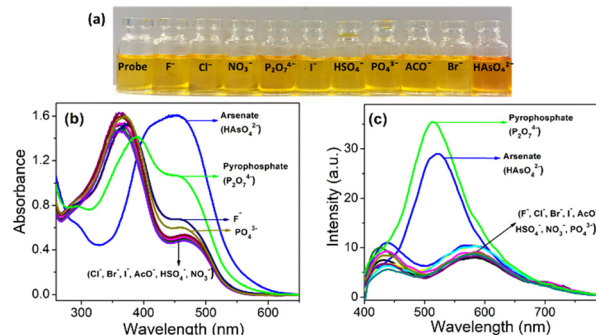 (a)
Probe F⁻ Cl⁻ NO₃⁻ P₂O₇⁴⁻ I⁻ HSO₄⁻ PO₄³⁻ ACO⁻ Br⁻ HAsO₄²⁻
(b)
Arsenate
(HAsO₄²⁻)
Pyrophosphate
(P₂O₇⁴⁻)
F⁻
PO₄³⁻
(Cl⁻, Br⁻, I⁻, AcO⁻, HSO₄⁻, NO₃⁻)
Absorbance
1.6
1.2
0.8
0.4
0.0
300 400 500 600
Wavelength (nm)
(c)
Pyrophosphate
(P₂O₇⁴⁻)
Arsenate
(HAsO₄²⁻)
(F⁻, Cl⁻, Br⁻, I⁻, AcO⁻
HSO₄⁻, NO₃⁻, PO₄³⁻)
Intensity (a.u.)
40
30
20
10
0
400 500 600 700
Wavelength (nm)